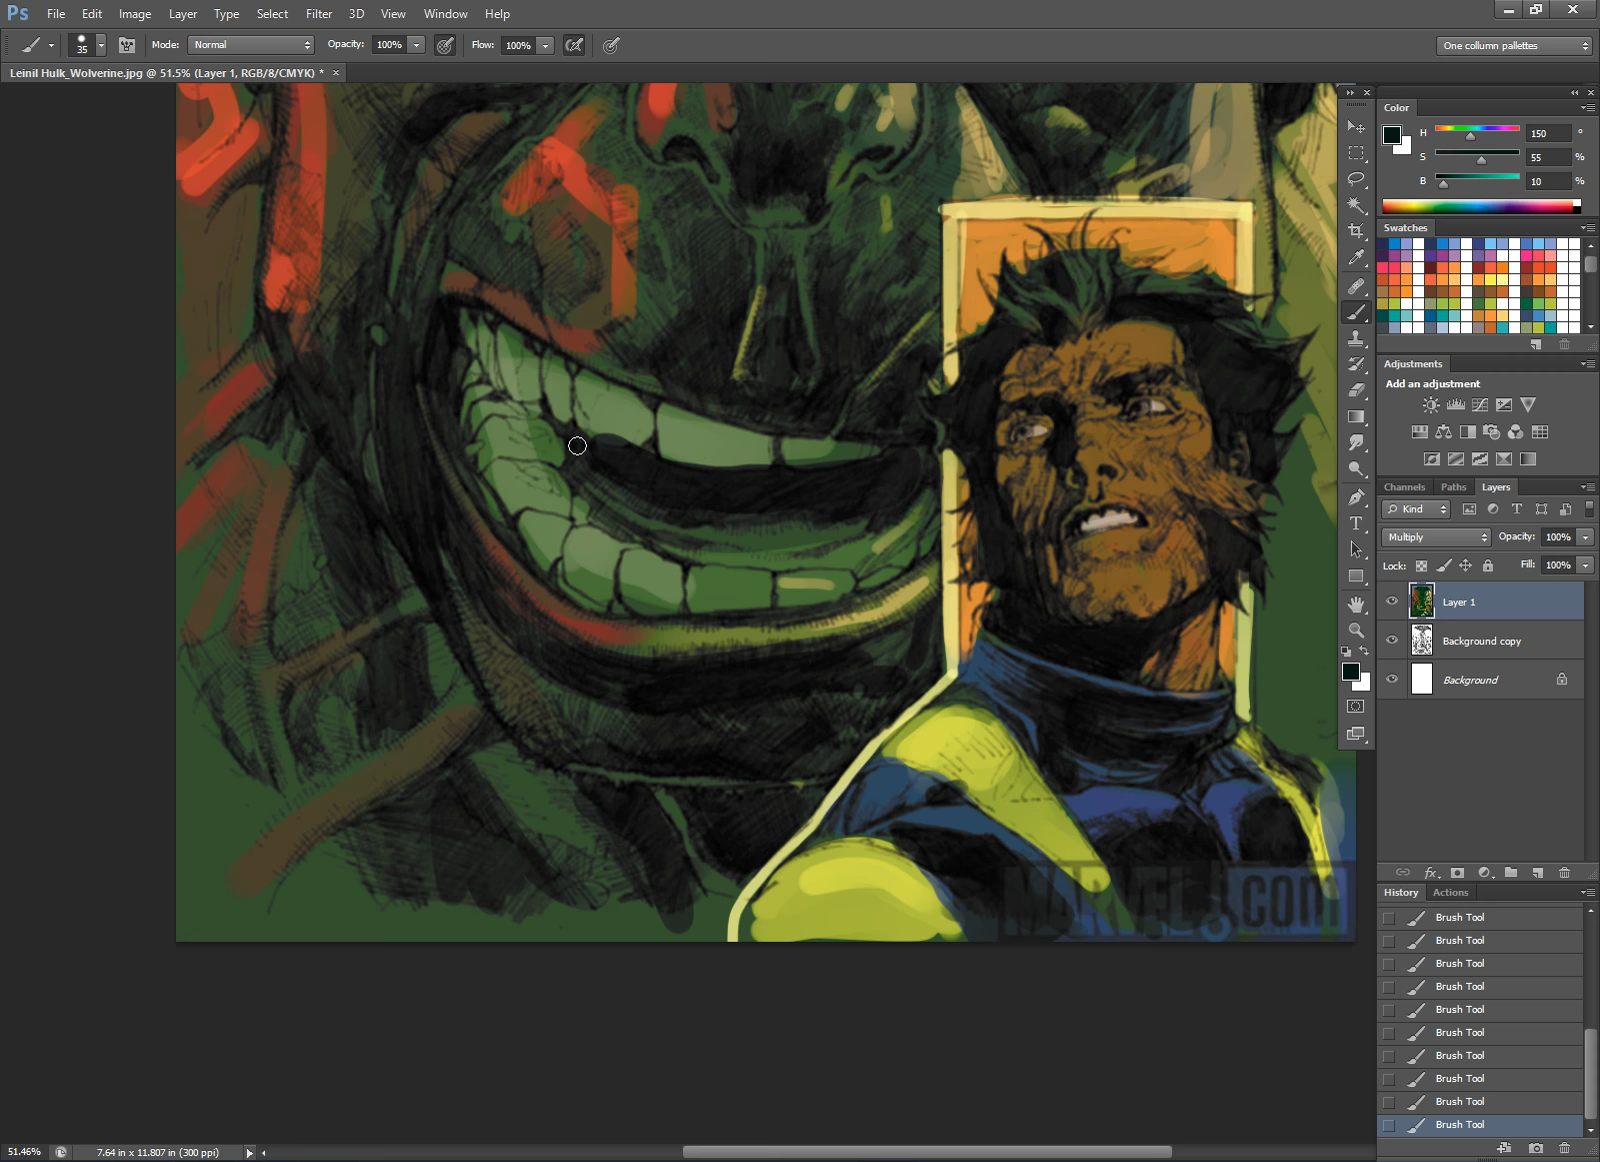 Ps File Edit Image Layer Type Select Filter 3D View Window Help
35 Mode: Normal Opacity: 100% Flow: 100% One collumn palettes
Leinil Hulk_Wolverine.jpg @ 51.5% (Layer 1, RGB/8/CMYK) * ×
Color
H 150 °
S 55 %
B 10 %
Swatches
Adjustments
Add an adjustment
Channels Paths Layers
Kind
Multiply Opacity: 100%
Lock: Fill: 100%
Layer 1
Background copy
Background
MARVEL.com
History Actions
Brush Tool
Brush Tool
Brush Tool
Brush Tool
Brush Tool
Brush Tool
Brush Tool
Brush Tool
Brush Tool
Brush Tool
51.46% 7.64 in x 11.807 in (300 ppi)